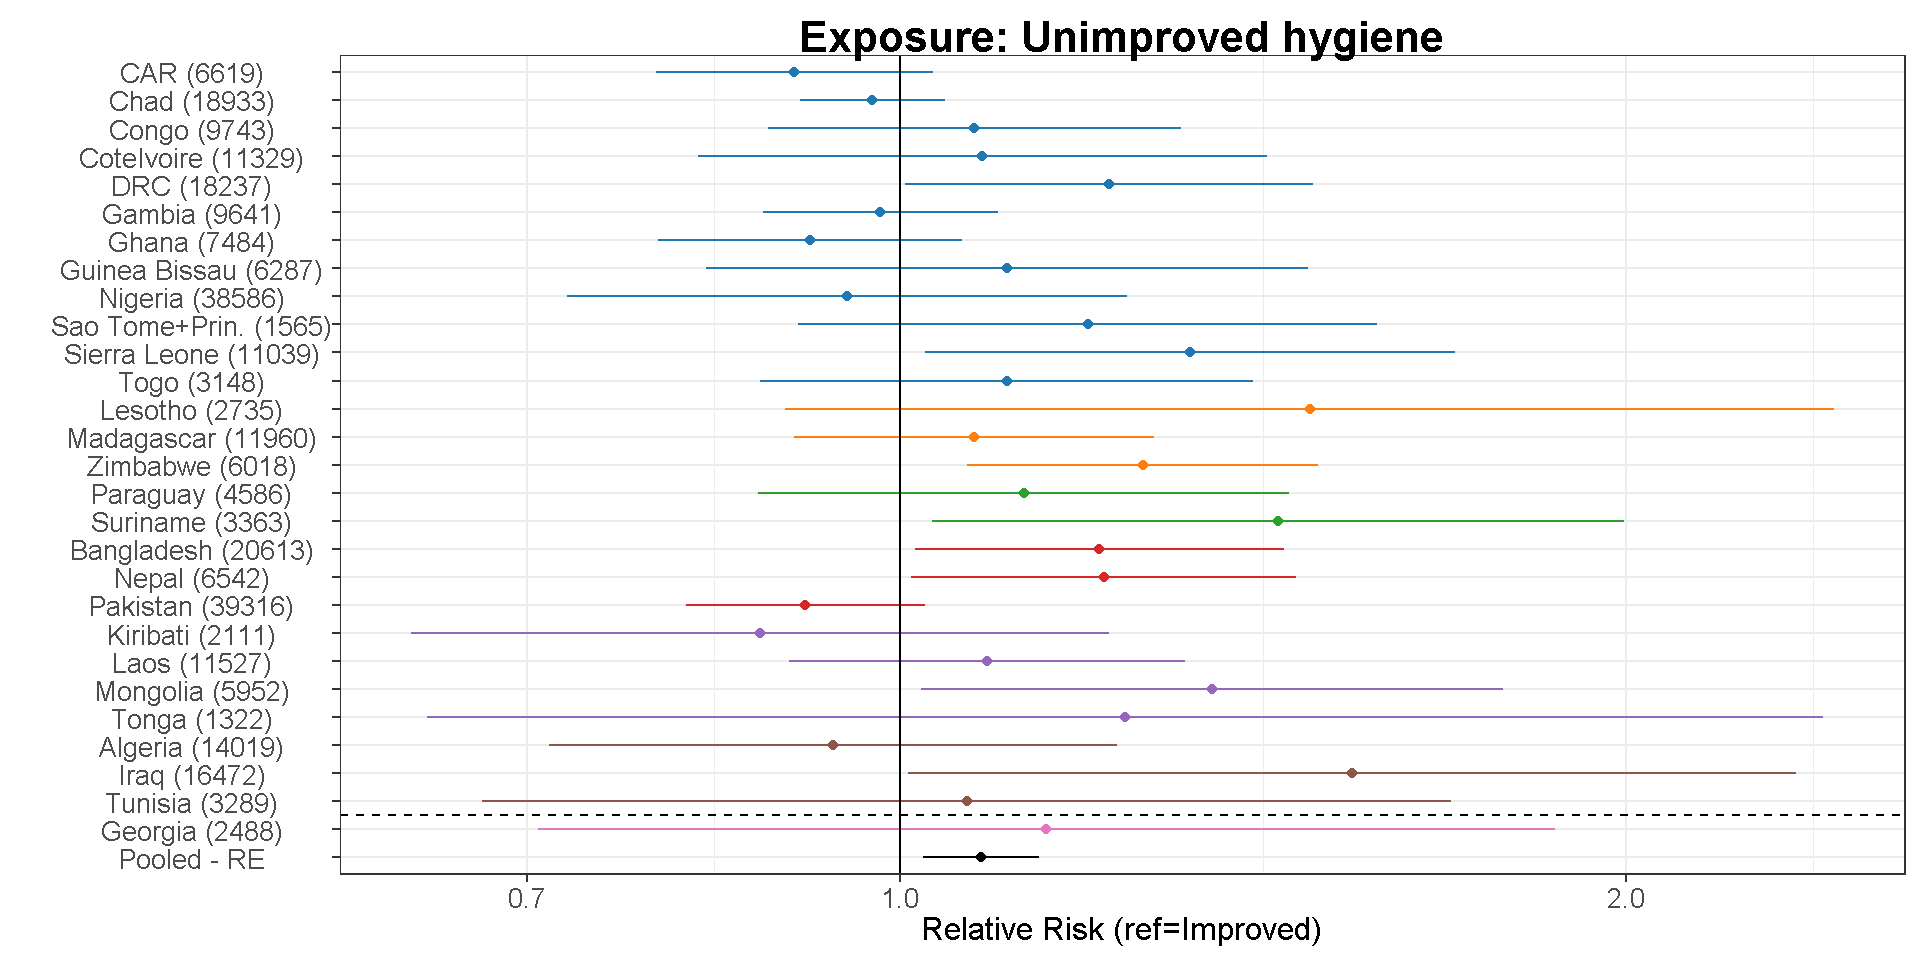 Exposure: Unimproved hygiene
CAR (6619)
Chad (18933)
Congo (9743)
CoteIvoire (11329)
DRC (18237)
Gambia (9641)
Ghana (7484)
Guinea Bissau (6287)
Nigeria (38586)
Sao Tome+Prin. (1565)
Sierra Leone (11039)
Togo (3148)
Lesotho (2735)
Madagascar (11960)
Zimbabwe (6018)
Paraguay (4586)
Suriname (3363)
Bangladesh (20613)
Nepal (6542)
Pakistan (39316)
Kiribati (2111)
Laos (11527)
Mongolia (5952)
Tonga (1322)
Algeria (14019)
Iraq (16472)
Tunisia (3289)
Georgia (2488)
Pooled - RE
0.7 1.0 2.0
Relative Risk (ref=Improved)